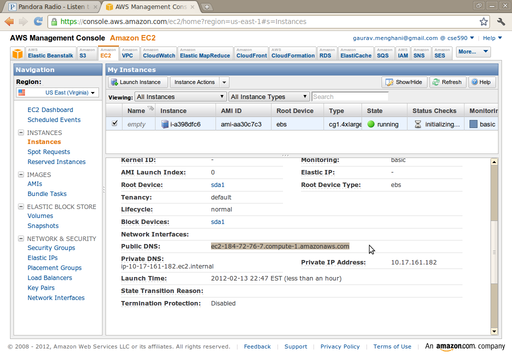 Pandora Radio - Listen t
AWS Management Console
https://console.aws.amazon.com/ec2/home?region=us-east-1#s=Instances
AWS Management Console Amazon EC2
gaurav.menghani@gmail.com @ cse590 Help
AWS Elastic Beanstalk S3 EC2 VPC CloudWatch Elastic MapReduce CloudFront CloudFormation ElastiCache SQS IAM SNS SES More...
Navigation
Region:
US East (Virginia)
EC2 Dashboard
Scheduled Events
INSTANCES
Instances
Spot Requests
Reserved Instances
IMAGES
AMIs
Bundle Tasks
ELASTIC BLOCK STORE
Volumes
Snapshots
NETWORK & SECURITY
Security Groups
Elastic IPs
Placement Groups
Load Balancers
Key Pairs
Network Interfaces
My Instances
Launch Instance Instance Actions Show/Hide Refresh Help
Viewing: All Instances All Instance Types Search
Name Instance AMI ID Root Device Type State Status Checks Monitorin
empty i-a398dfc6 ami-aa30c7c3 ebs cg1.4xlarge running initializing... basic
Kernel ID: - Monitoring: basic
AMI Launch Index: 0 Elastic IP: -
Root Device: sda1 Root Device Type: ebs
Tenancy: default
Lifecycle: normal
Block Devices: sda1
Network Interfaces:
Public DNS: ec2-184-72-76-7.compute-1.amazonaws.com
Private DNS: ip-10-17-161-182.ec2.internal Private IP Address: 10.17.161.182
Launch Time: 2012-02-13 22:47 EST (less than an hour)
State Transition Reason:
Termination Protection: Disabled
© 2008 - 2012, Amazon Web Services LLC or its affiliates. All rights reserved. Feedback Support Privacy Policy Terms of Use An amazon.com company